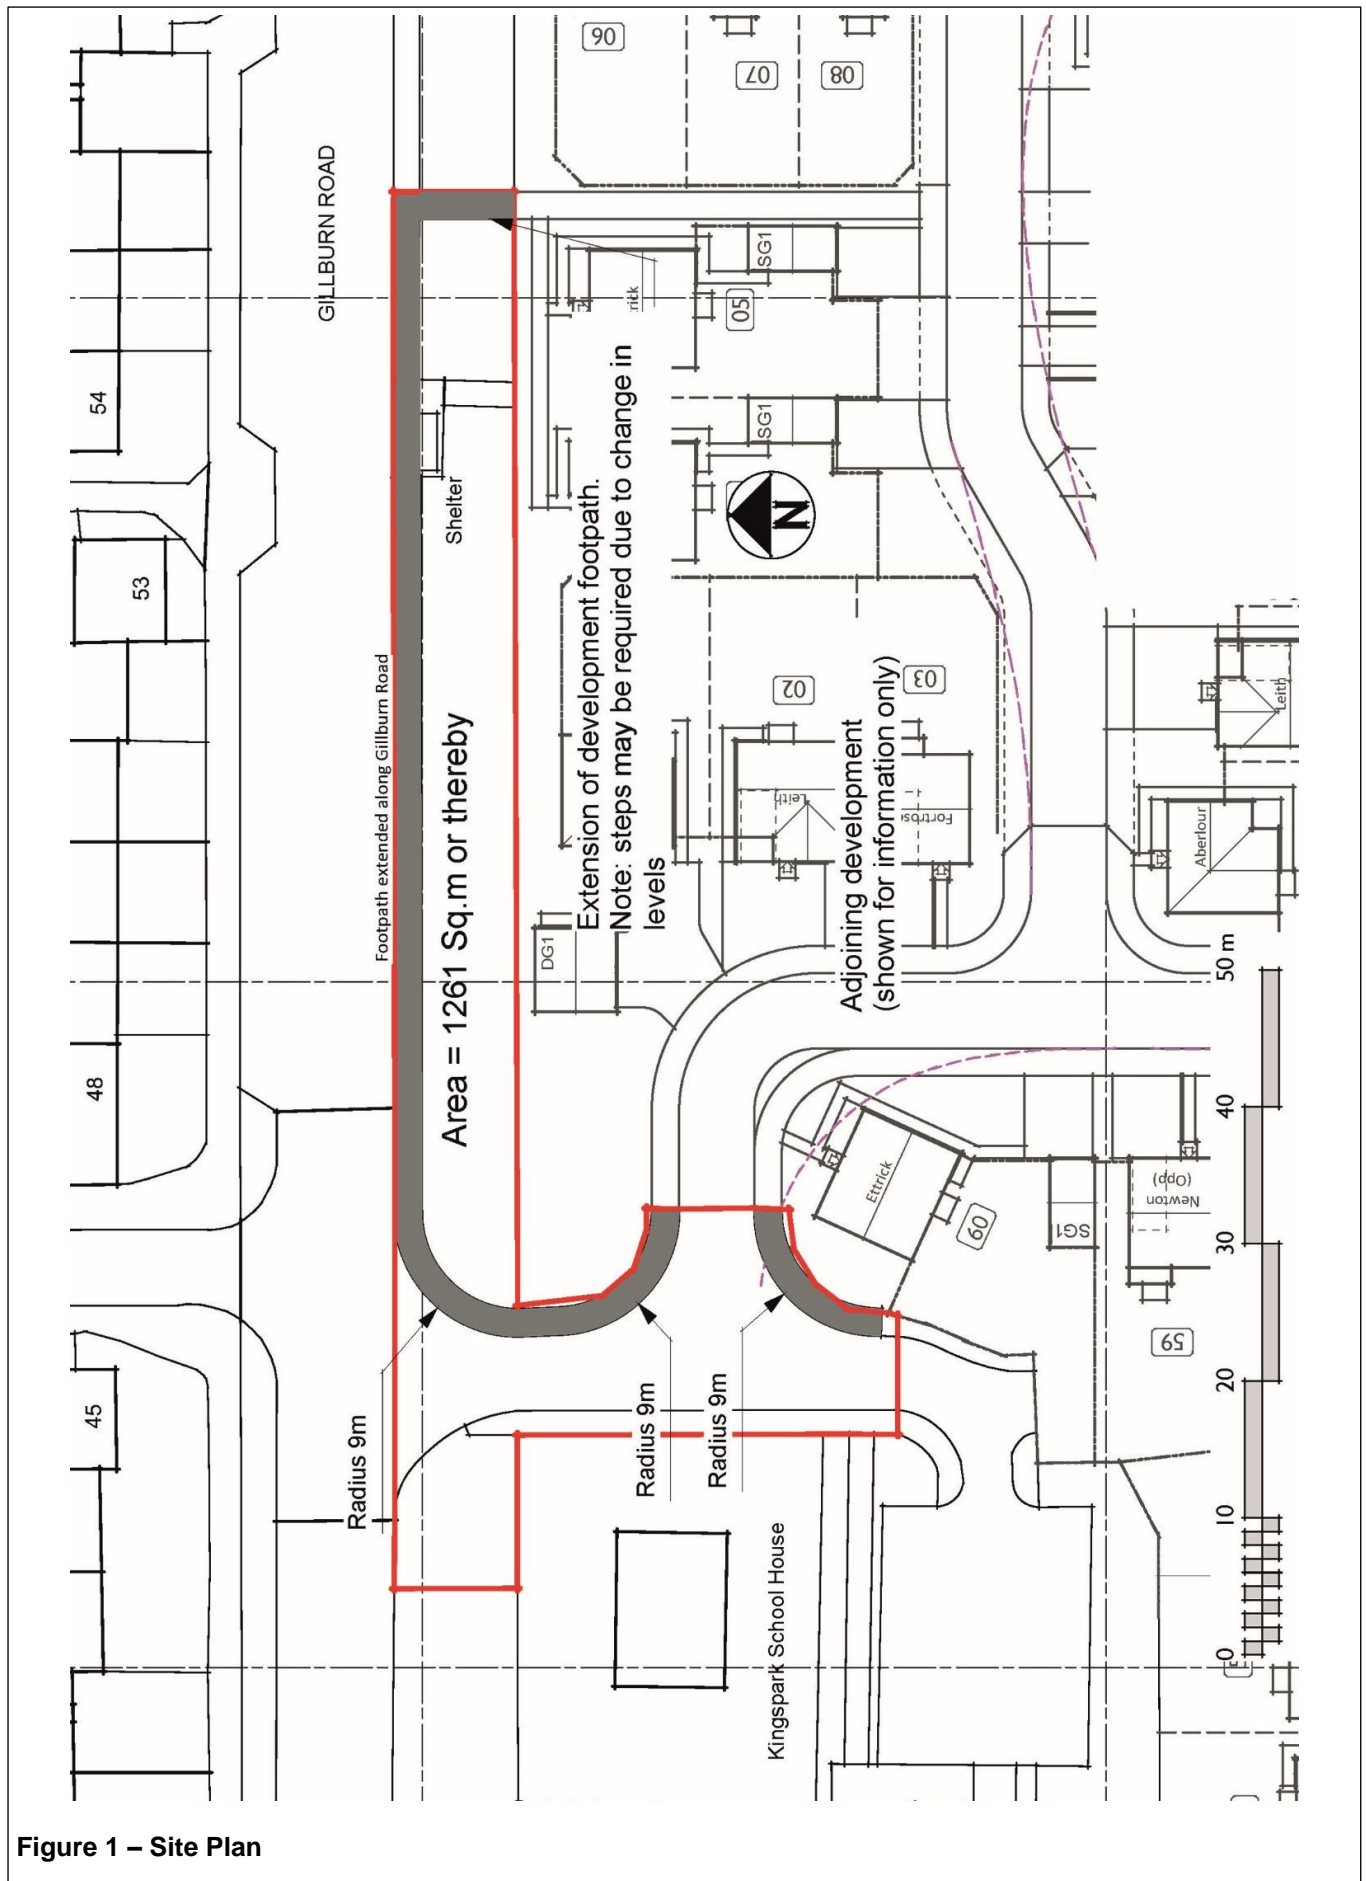 GILLBURN ROAD
06
07
08
54
53
48
45
Shelter
Footpath extended along Gillburn Road
Area = 1261 Sq.m or thereby
Extension of development footpath.
Note: steps may be required due to change in
levels
Adjoining development
(shown for information only)
N
SG1
05
SG1
02
03
Leith
DG1
Leith
Aberlour
Ettrick
60
SG1
Newton
(Opp)
59
Radius 9m
Radius 9m
Radius 9m
Kingspark School House
0
10
20
30
40
50 m
Figure 1 – Site Plan